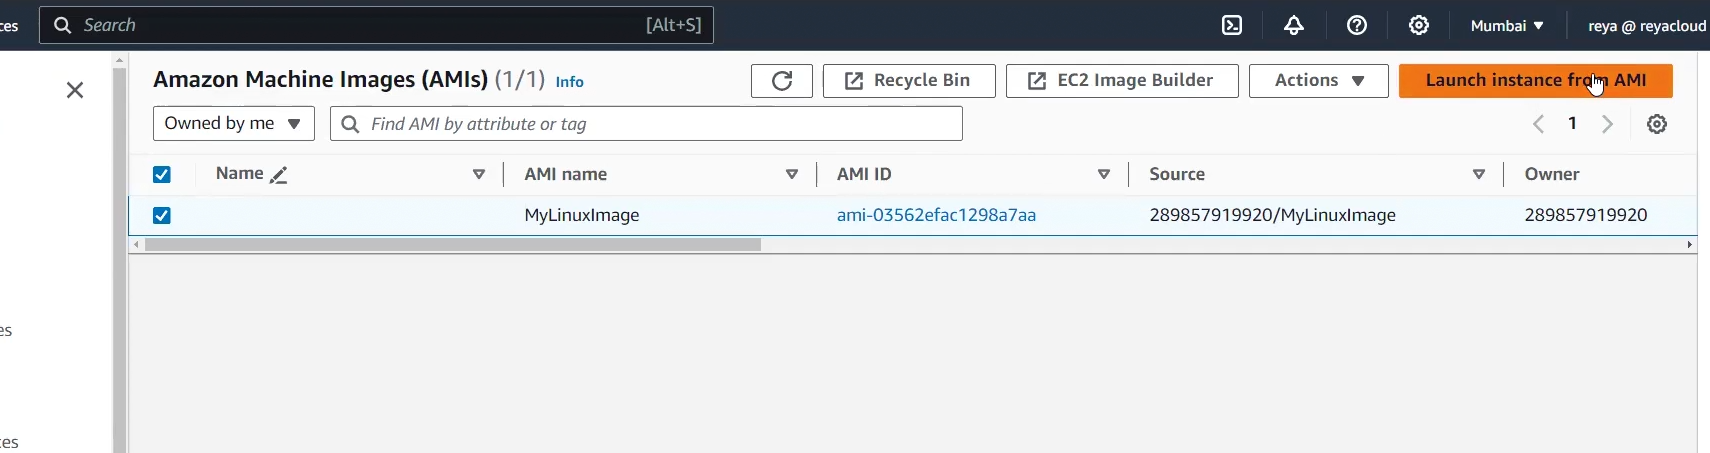 ces Search [Alt+S] Mumbai reya @ reyacloud
Amazon Machine Images (AMIs) (1/1) Info Recycle Bin EC2 Image Builder Actions Launch instance from AMI
Owned by me Find AMI by attribute or tag 1
Name AMI name AMI ID Source Owner
MyLinuxImage ami-03562efac1298a7aa 289857919920/MyLinuxImage 289857919920
es
ces